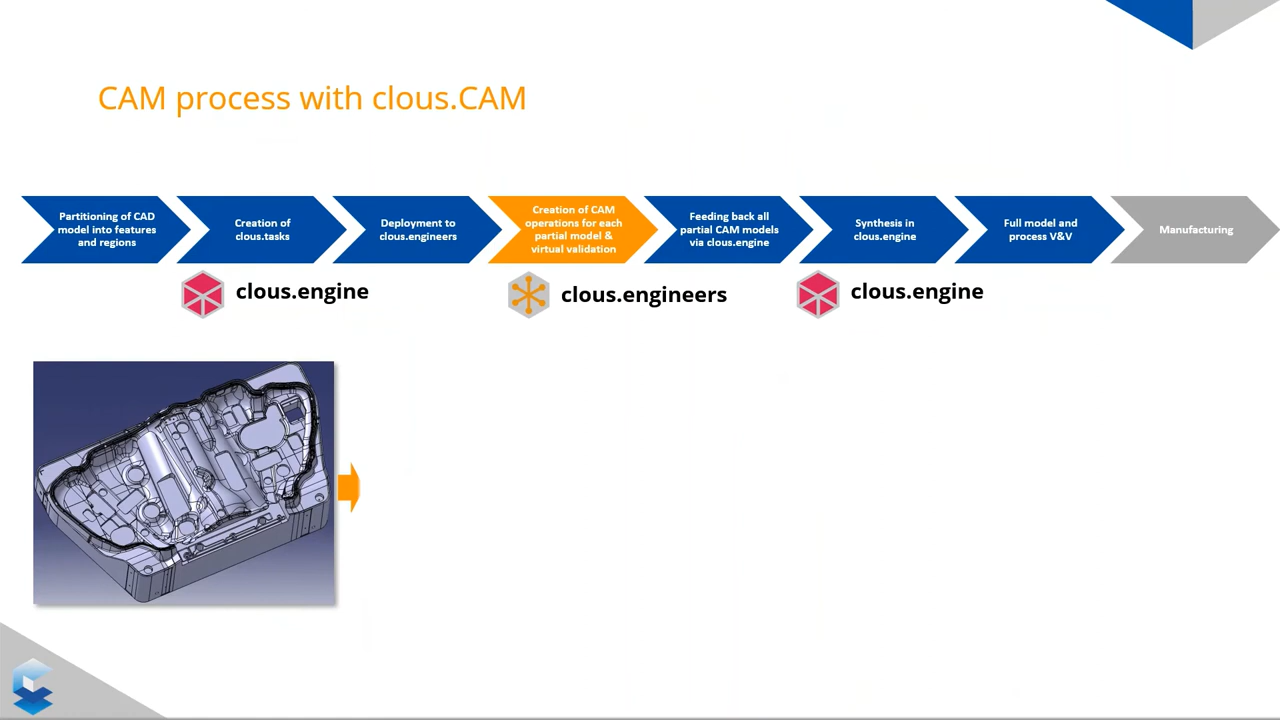 CAM process with clous.CAM
Partitioning of CAD
model into features
and regions
Creation of
clous.tasks
Deployment to
clous.engineers
Creation of CAM
operations for each
partial model &
virtual validation
Feeding back all
partial CAM models
via clous.engine
Synthesis in
clous.engine
Full model and
process V&V
Manufacturing
clous.engine
clous.engineers
clous.engine